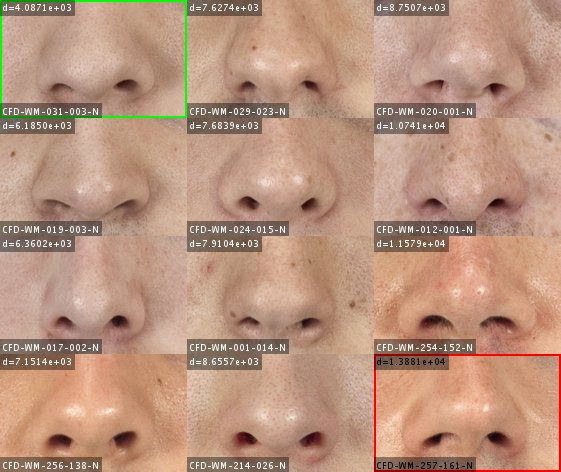 d=4.0871e+03
CFD-WM-031-003-N
d=7.6274e+03
CFD-WM-029-023-N
d=8.7507e+03
CFD-WM-020-001-N
d=6.1850e+03
CFD-WM-019-003-N
d=7.6839e+03
CFD-WM-024-015-N
d=1.0741e+04
CFD-WM-012-001-N
d=6.3602e+03
CFD-WM-017-002-N
d=7.9104e+03
CFD-WM-001-014-N
d=1.1579e+04
CFD-WM-254-152-N
d=7.1514e+03
CFD-WM-256-138-N
d=8.6557e+03
CFD-WM-214-026-N
d=1.3881e+04
CFD-WM-257-161-N